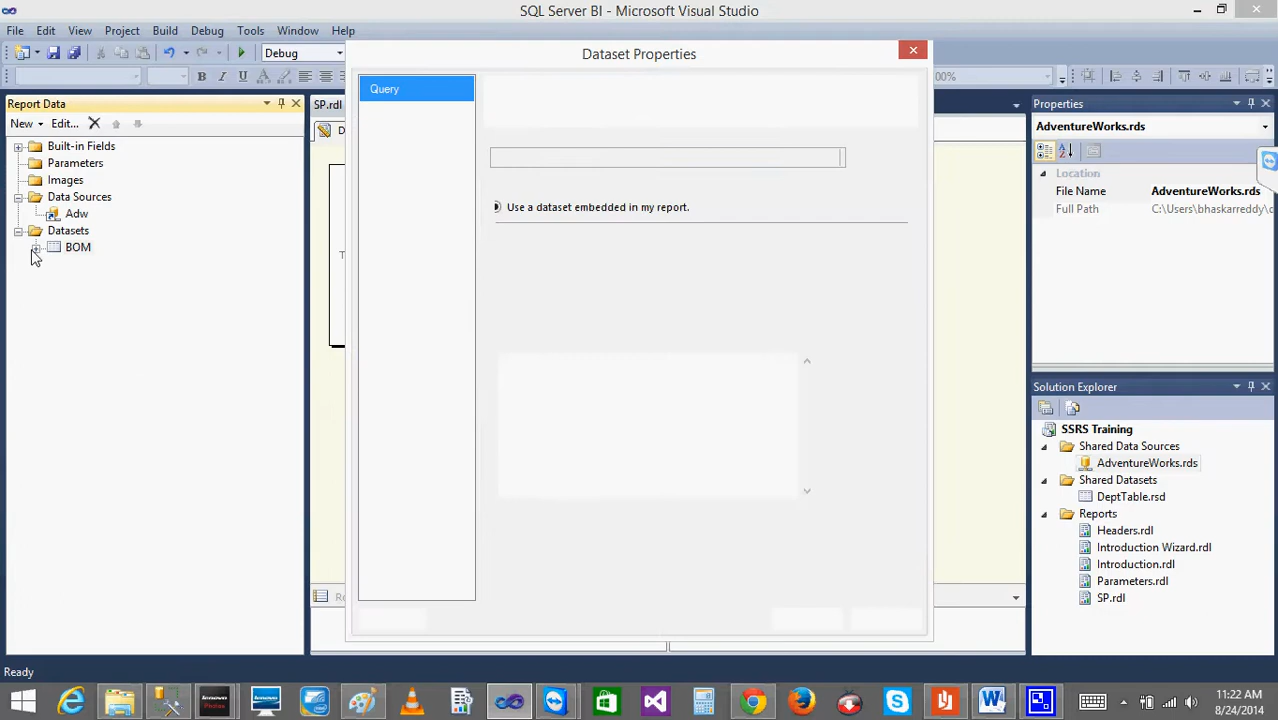 SQL Server BI - Microsoft Visual Studio
File Edit View Project Build Debug Tools Window Help
Debug
B I U A
00%
Report Data
New Edit...
Built-in Fields
Parameters
Images
Data Sources
Adw
Datasets
BOM
SP.rdl
D
T
Ro
Dataset Properties
Query
Use a dataset embedded in my report.
Properties
AdventureWorks.rds
Location
File Name AdventureWorks.rds
Full Path C:\Users\bhaskarreddy\d
Solution Explorer
SSRS Training
Shared Data Sources
AdventureWorks.rds
Shared Datasets
DeptTable.rsd
Reports
Headers.rdl
Introduction Wizard.rdl
Introduction.rdl
Parameters.rdl
SP.rdl
Ready
11:22 AM
8/24/2014